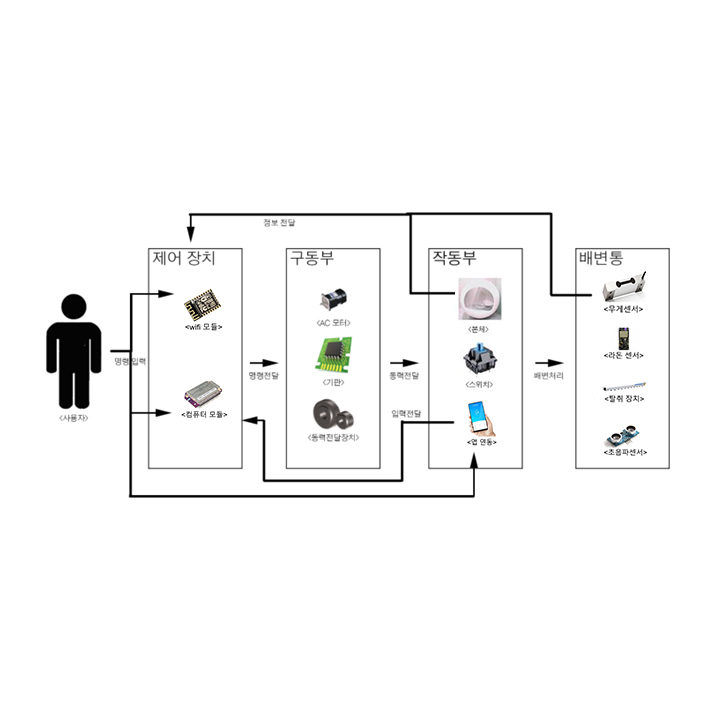 정보 전달
제어 장치
구동부
작동부
배변통
<wifi 모듈>
<AC 모터>
<본체>
<우게센서>
명령 입력
명령전달
<기판>
동력전달
<스위치>
배변처리
<라돈 센서>
<사용자>
<컴퓨터 모듈>
<동력전달장치>
입력전달
<앱 연동>
<탈취 장치>
<초음파센서>